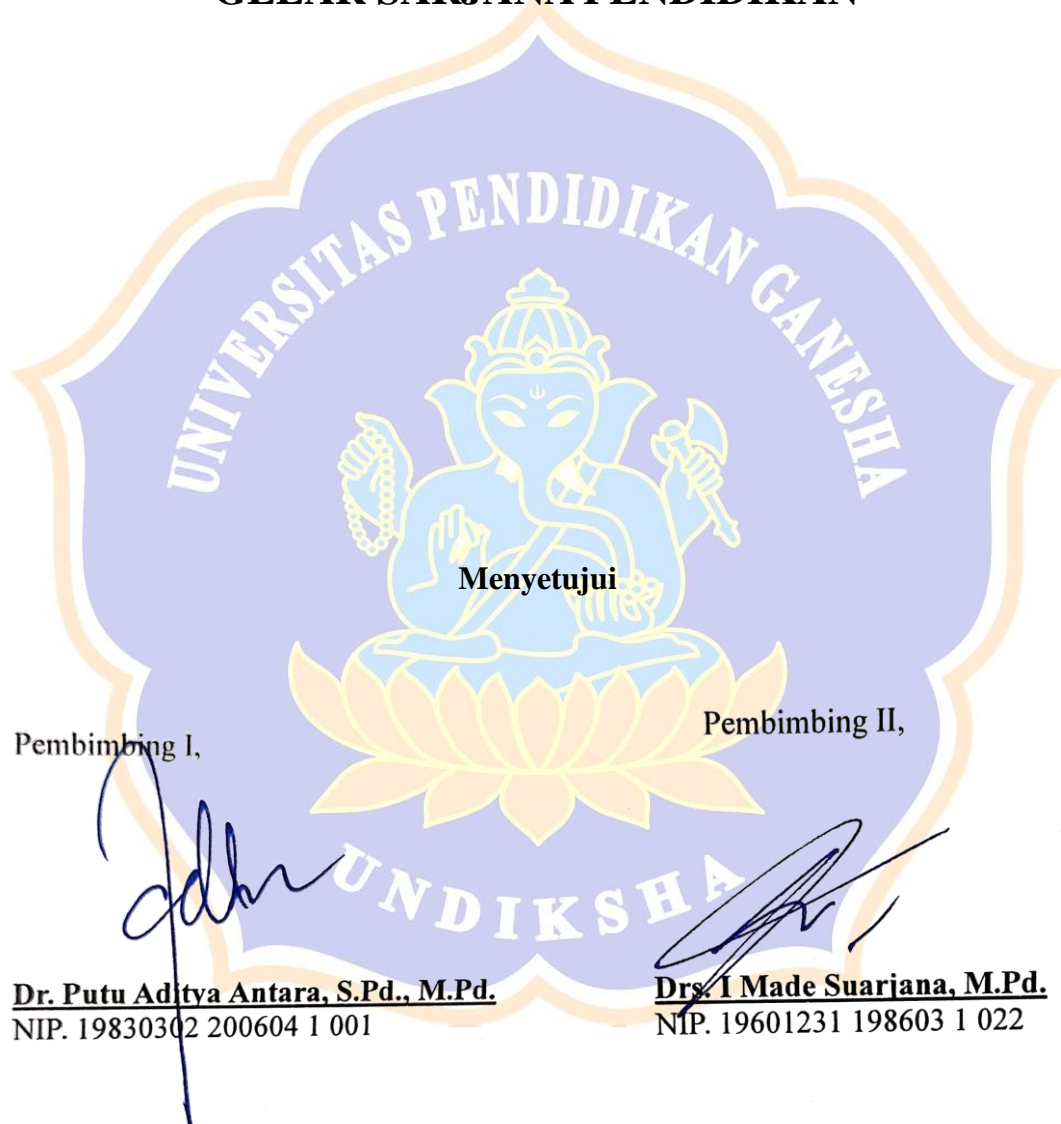 GELAR SARJANA PENDIDIKAN
UNIVERSITAS PENDIDIKAN GANESHA
Menyetujui
Pembimbing I,
Pembimbing II,
UNDIKSHA
Dr. Putu Aditya Antara, S.Pd., M.Pd.
NIP. 19830302 200604 1 001
Drs. I Made Suarjana, M.Pd.
NIP. 19601231 198603 1 022